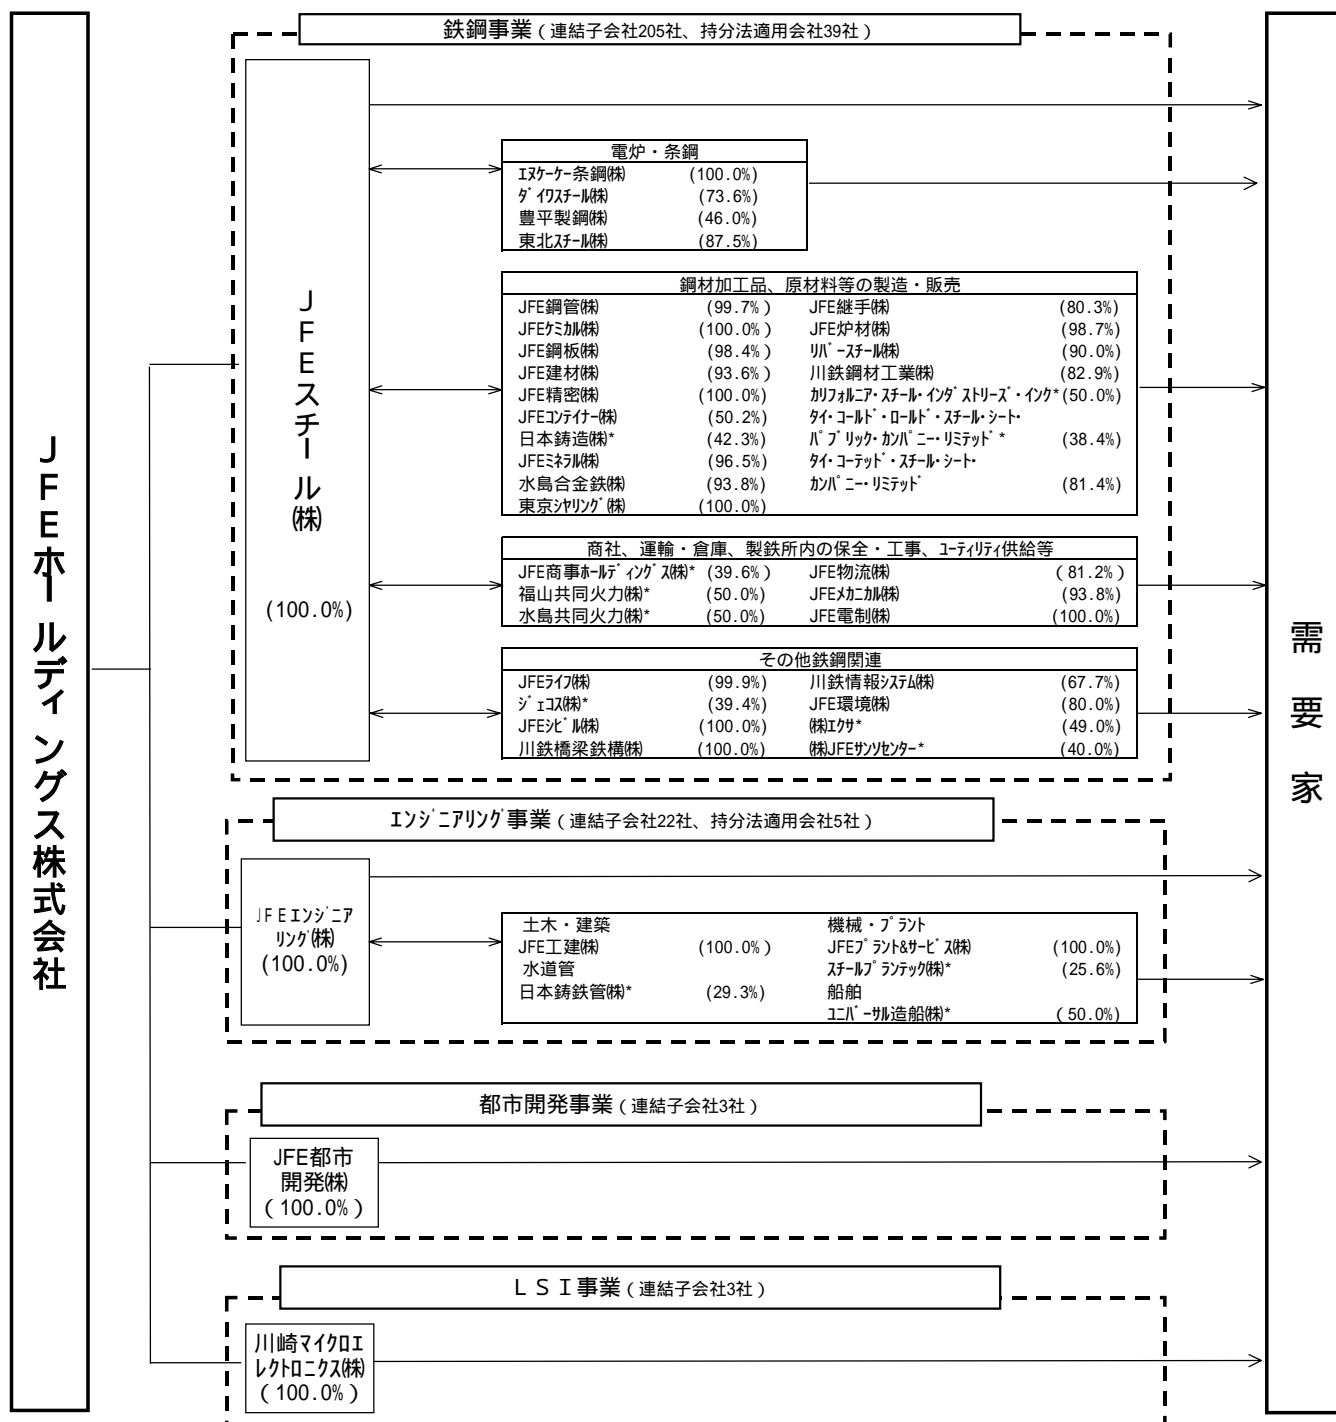 JFEホールディングス株式会社
鉄鋼事業（連結子会社205社、持分法適用会社39社）
JFEスチール㈱
(100.0%)
電炉・条鋼
ｴﾇｹｰｹｰ条鋼㈱ (100.0%)
ﾀﾞｲﾜｽﾁｰﾙ㈱ (73.6%)
豊平製鋼㈱ (46.0%)
東北ｽﾁｰﾙ㈱ (87.5%)
鋼材加工品、原材料等の製造・販売
JFE鋼管㈱ (99.7%) JFE継手㈱ (80.3%)
JFEｹﾐｶﾙ㈱ (100.0%) JFE炉材㈱ (98.7%)
JFE鋼板㈱ (98.4%) ﾘﾊﾞｰｽﾁｰﾙ㈱ (90.0%)
JFE建材㈱ (93.6%) 川鉄鋼材工業㈱ (82.9%)
JFE精密㈱ (100.0%) ｶﾘﾌｫﾙﾆｱ･ｽﾁｰﾙ･ｲﾝﾀﾞｽﾄﾘｰｽﾞ･ｲﾝｸ* (50.0%)
JFEｺﾝﾃｲﾅｰ㈱ (50.2%) ﾀｲ･ｺｰﾙﾄﾞ･ﾛｰﾙﾄﾞ･ｽﾁｰﾙ･ｼｰﾄ･
日本鋳造㈱* (42.3%) ﾊﾟﾌﾞﾘｯｸ･ｶﾝﾊﾟﾆｰ･ﾘﾐﾃｯﾄﾞ* (38.4%)
JFEﾐﾈﾗﾙ㈱ (96.5%) ﾀｲ･ｺｰﾃｯﾄﾞ･ｽﾁｰﾙ･ｼｰﾄ･
水島合金鉄㈱ (93.8%) ｶﾝﾊﾟﾆｰ･ﾘﾐﾃｯﾄﾞ (81.4%)
東京ｼﾔﾘﾝｸﾞ㈱ (100.0%)
商社、運輸・倉庫、製鉄所内の保全・工事、ﾕｰﾃｨﾘﾃｨ供給等
JFE商事ﾎｰﾙﾃﾞｨﾝｸﾞｽ㈱* (39.6%) JFE物流㈱ (81.2%)
福山共同火力㈱* (50.0%) JFEﾒｶﾆｶﾙ㈱ (93.8%)
水島共同火力㈱* (50.0%) JFE電制㈱ (100.0%)
その他鉄鋼関連
JFEﾗｲﾌ㈱ (99.9%) 川鉄情報ｼｽﾃﾑ㈱ (67.7%)
ｼﾞｪｺｽ㈱* (39.4%) JFE環境㈱ (80.0%)
JFEｼﾋﾞﾙ㈱ (100.0%) ㈱ｴｸｻ* (49.0%)
川鉄橋梁鉄構㈱ (100.0%) ㈱JFEｻﾝｿｾﾝﾀｰ* (40.0%)
ｴﾝｼﾞﾆｱﾘﾝｸﾞ事業（連結子会社22社、持分法適用会社5社）
JFEｴﾝｼﾞﾆｱ
ﾘﾝｸﾞ㈱
(100.0%)
土木・建築 機械・ﾌﾟﾗﾝﾄ
JFE工建㈱ (100.0%) JFEﾌﾟﾗﾝﾄ&ｻｰﾋﾞｽ㈱ (100.0%)
水道管 ｽﾁｰﾙﾌﾟﾗﾝﾃｯｸ㈱* (25.6%)
日本鋳鉄管㈱* (29.3%) 船舶
ﾕﾆﾊﾞｰｻﾙ造船㈱* (50.0%)
都市開発事業（連結子会社3社）
JFE都市
開発㈱
(100.0%)
LSI事業（連結子会社3社）
川崎ﾏｲｸﾛｴ
ﾚｸﾄﾛﾆｸｽ㈱
(100.0%)
需要家